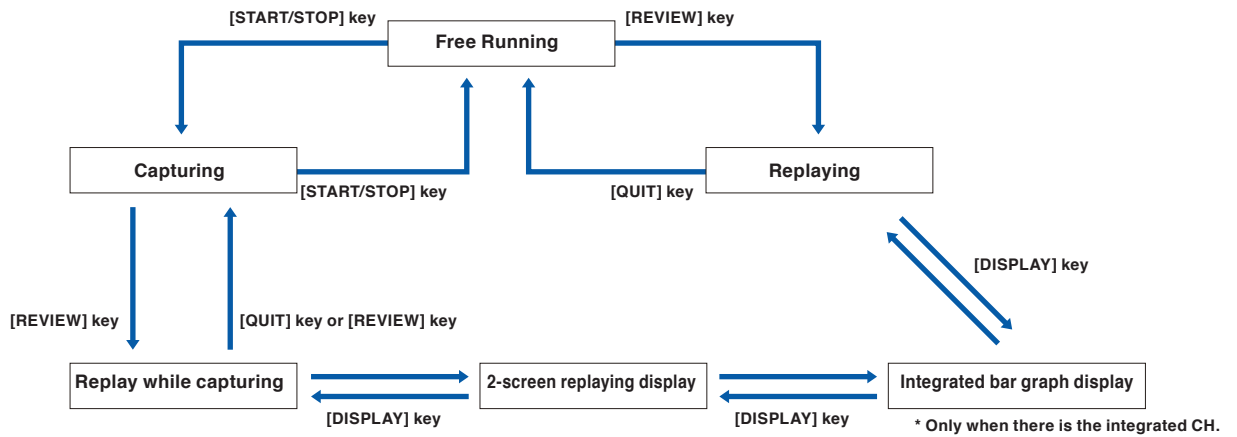 [START/STOP] key
[REVIEW] key
Free Running
Capturing
Replaying
[START/STOP] key
[QUIT] key
[DISPLAY] key
[REVIEW] key
[QUIT] key or [REVIEW] key
Replay while capturing
2-screen replaying display
Integrated bar graph display
[DISPLAY] key
[DISPLAY] key
* Only when there is the integrated CH.